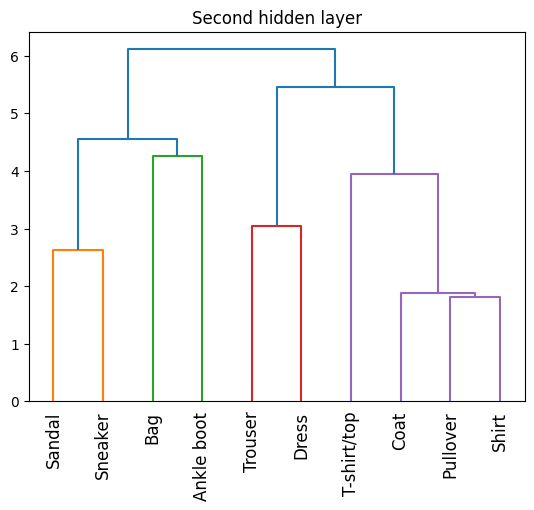 Second hidden layer
6
5
4
3
2
1
0
Sandal
Sneaker
Bag
Ankle boot
Trouser
Dress
T-shirt/top
Coat
Pullover
Shirt